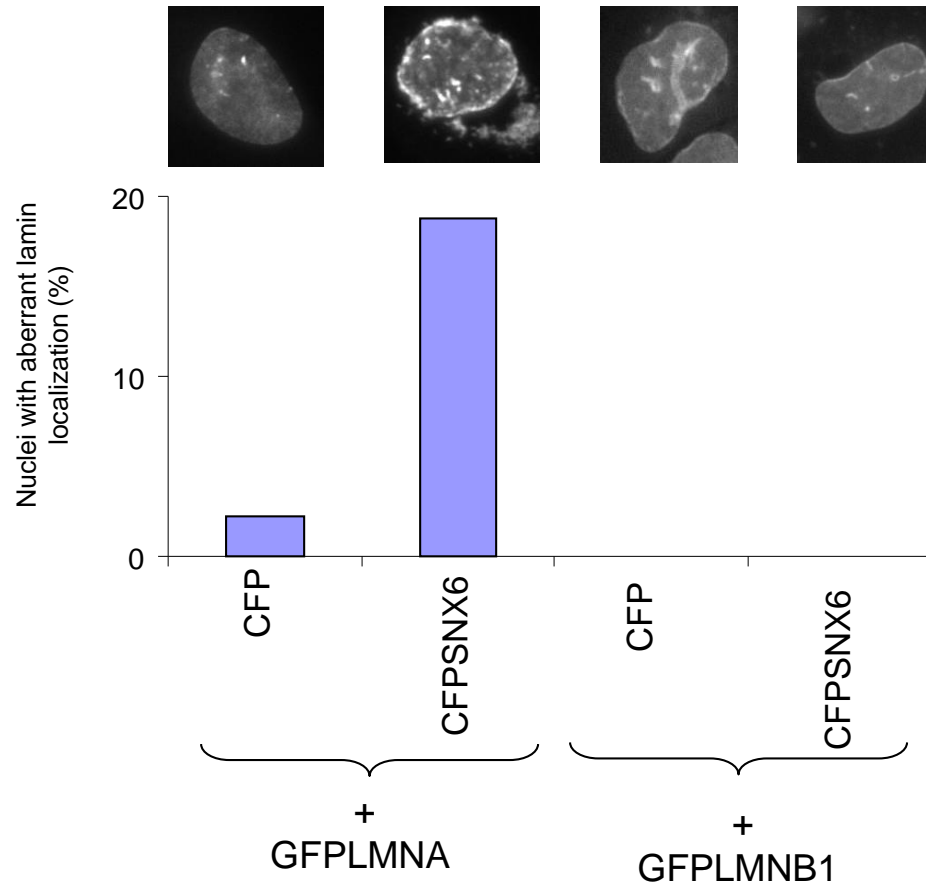 Nuclei with aberrant lamin
localization (%)
20
10
0
CFP
CFPSNX6
CFP
CFPSNX6
+
GFPLMNA
+
GFPLMNB1